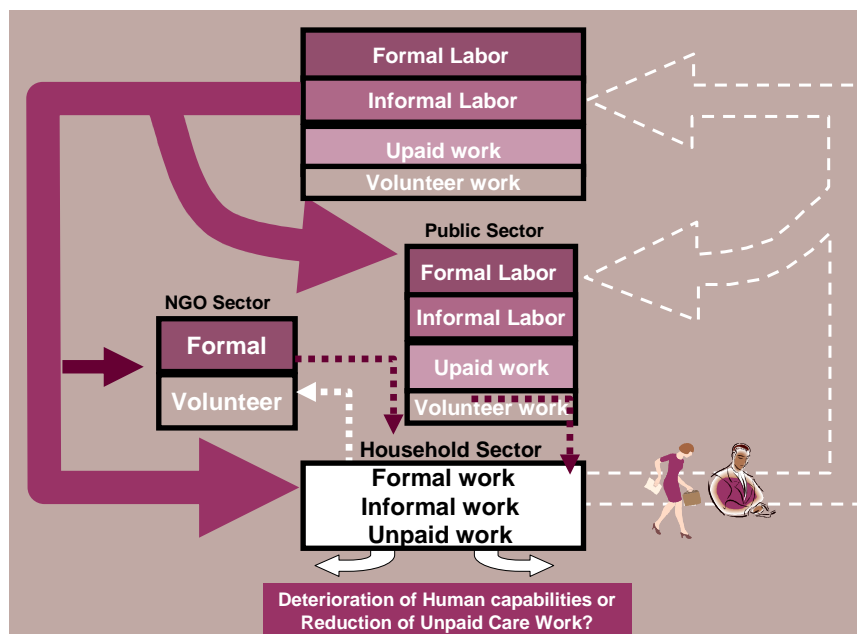 Formal Labor
Informal Labor
Upaid work
Volunteer work
Public Sector
Formal Labor
Informal Labor
Upaid work
Volunteer work
NGO Sector
Formal
Volunteer
Household Sector
Formal work
Informal work
Unpaid work
Deterioration of Human capabilities or
Reduction of Unpaid Care Work?